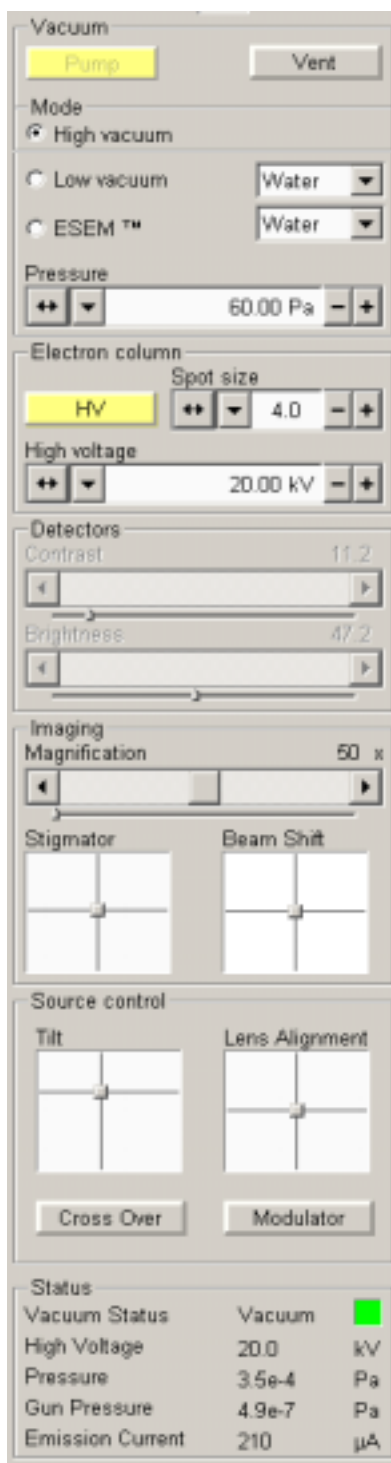 Vacuum
Pump Vent
Mode
High vacuum
Low vacuum Water
ESEM ™ Water
Pressure
60.00 Pa
Electron column
Spot size
HV 4.0
High voltage
20.00 kV
Detectors
Contrast 11.2
Brightness 47.2
Imaging
Magnification 50 x
Stigmator Beam Shift
Source control
Tilt Lens Alignment
Cross Over Modulator
Status
Vacuum Status Vacuum
High Voltage 20.0 kV
Pressure 3.5e-4 Pa
Gun Pressure 4.9e-7 Pa
Emission Current 210 µA